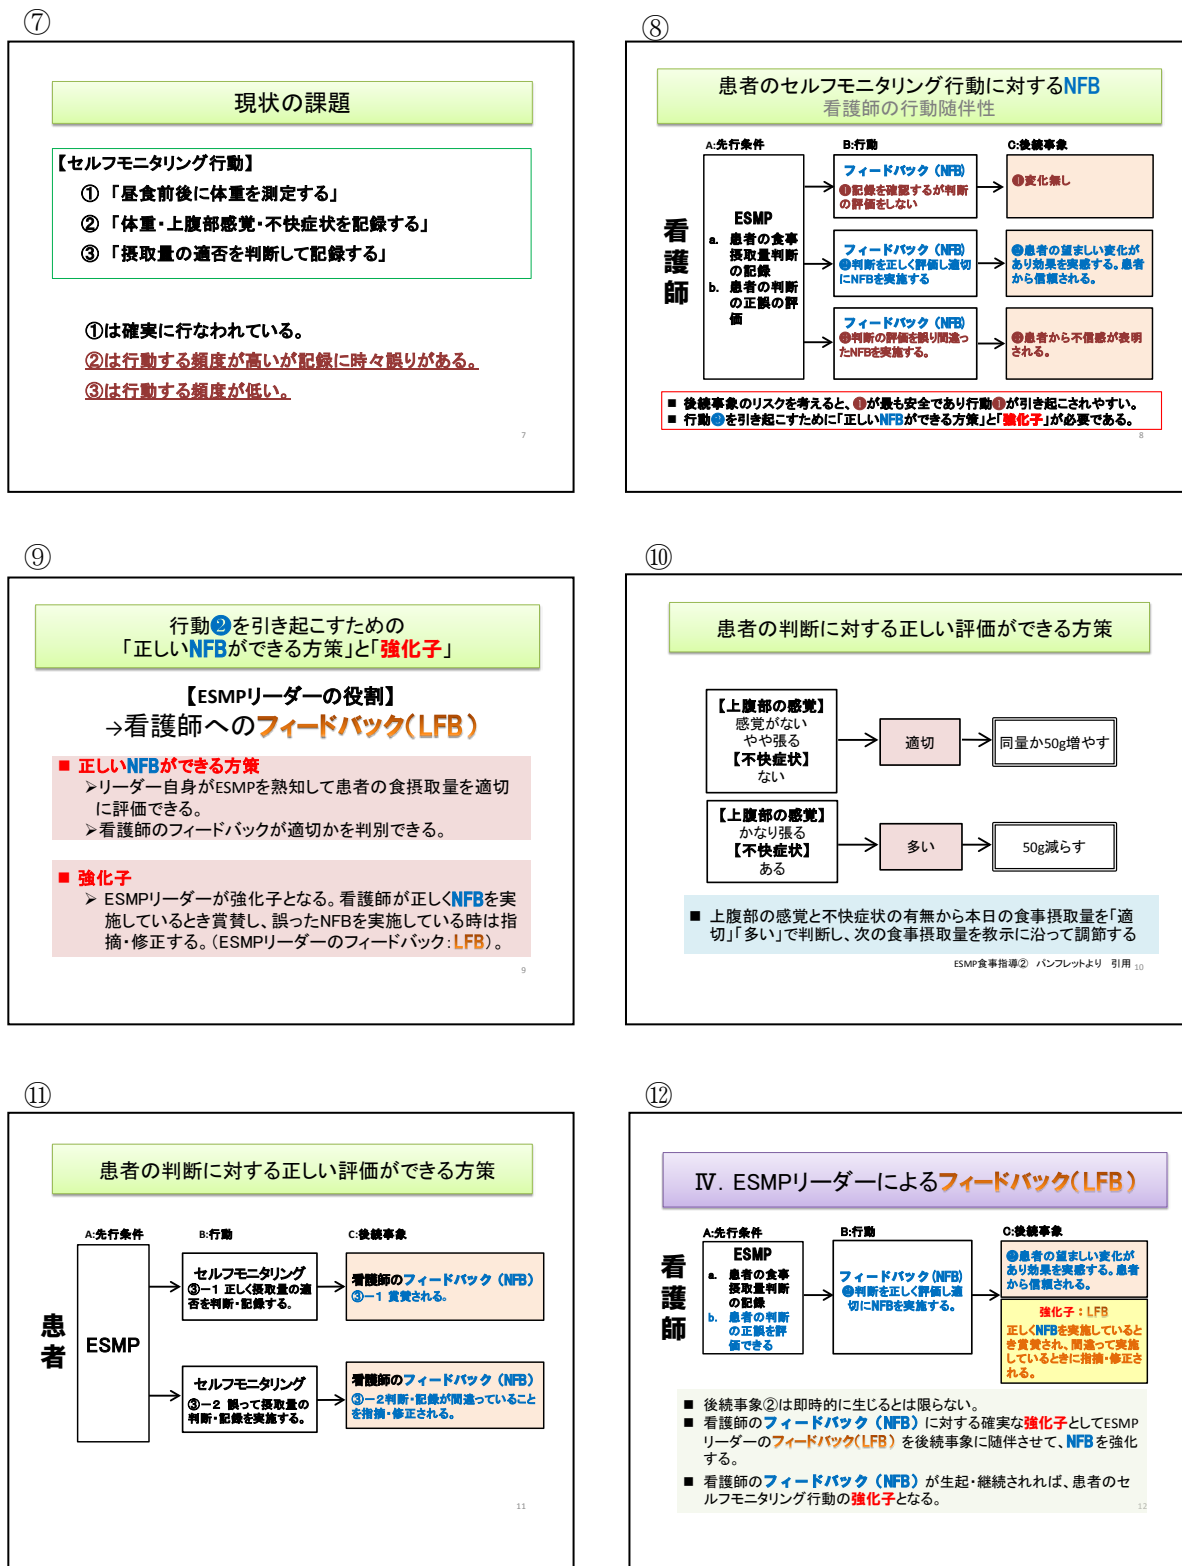 ⑦
現状の課題
【セルフモニタリング行動】
① 「昼食前後に体重を測定する」
② 「体重・上腹部感覚・不快症状を記録する」
③ 「摂取量の適否を判断して記録する」
①は確実に行なわれている。
②は行動する頻度が高いが記録に時々誤りがある。
③は行動する頻度が低い。
7
⑧
患者のセルフモニタリング行動に対するNFB
看護師の行動随伴性
A:先行条件
B:行動
C:後続事象
看護師
ESMP
a. 患者の食事
摂取量判断
の記録
b. 患者の判断
の正誤の評
価
フィードバック（NFB）
❶記録を確認するが判断
の評価をしない
❶変化無し
フィードバック（NFB）
❷判断を正しく評価し適切
にNFBを実施する
❷患者の望ましい変化が
あり効果を実感する。患者
から信頼される。
フィードバック（NFB）
❸判断の評価を誤り間違っ
たNFBを実施する。
❸患者から不信感が表明
される。
■ 後続事象のリスクを考えると、❶が最も安全であり行動❶が引き起こされやすい。
■ 行動❷を引き起こすために「正しいNFBができる方策」と「強化子」が必要である。
8
⑨
行動❷を引き起こすための
「正しいNFBができる方策」と「強化子」
【ESMPリーダーの役割】
→看護師へのフィードバック（LFB）
■ 正しいNFBができる方策
➢リーダー自身がESMPを熟知して患者の食摂取量を適切
に評価できる。
➢看護師のフィードバックが適切かを判別できる。
■ 強化子
➢ ESMPリーダーが強化子となる。看護師が正しくNFBを実
施しているとき賞賛し、誤ったNFBを実施している時は指
摘・修正する。（ESMPリーダーのフィードバック：LFB）。
9
⑩
患者の判断に対する正しい評価ができる方策
【上腹部の感覚】
感覚がない
やや張る
【不快症状】
ない
適切
同量か50g増やす
【上腹部の感覚】
かなり張る
【不快症状】
ある
多い
50g減らす
■ 上腹部の感覚と不快症状の有無から本日の食事摂取量を「適
切」「多い」で判断し、次の食事摂取量を教示に沿って調節する
ESMP食事指導② パンフレットより 引用
10
⑪
患者の判断に対する正しい評価ができる方策
A:先行条件
B:行動
C:後続事象
患者
ESMP
セルフモニタリング
③－1 正しく摂取量の適
否を判断・記録する。
看護師のフィードバック（NFB）
③－1 賞賛される。
セルフモニタリング
③－2 誤って摂取量の
判断・記録を実施する。
看護師のフィードバック（NFB）
③－2判断・記録が間違っていること
を指摘・修正される。
11
⑫
Ⅳ．ESMPリーダーによるフィードバック（LFB）
A:先行条件
B:行動
C:後続事象
看護師
ESMP
a. 患者の食事
摂取量判断
の記録
b. 患者の判断
の正誤を評
価できる
フィードバック（NFB）
❷判断を正しく評価し適
切にNFBを実施する。
❷患者の望ましい変化が
あり効果を実感する。患者
から信頼される。
強化子：LFB
正しくNFBを実施していると
き賞賛され、間違って実施
しているときに指摘・修正さ
れる。
■ 後続事象②は即時的に生じるとは限らない。
■ 看護師のフィードバック（NFB）に対する確実な強化子としてESMP
リーダーのフィードバック（LFB）を後続事象に随伴させて、NFBを強化
する。
■ 看護師のフィードバック（NFB）が生起・継続されれば、患者のセ
ルフモニタリング行動の強化子となる。
12